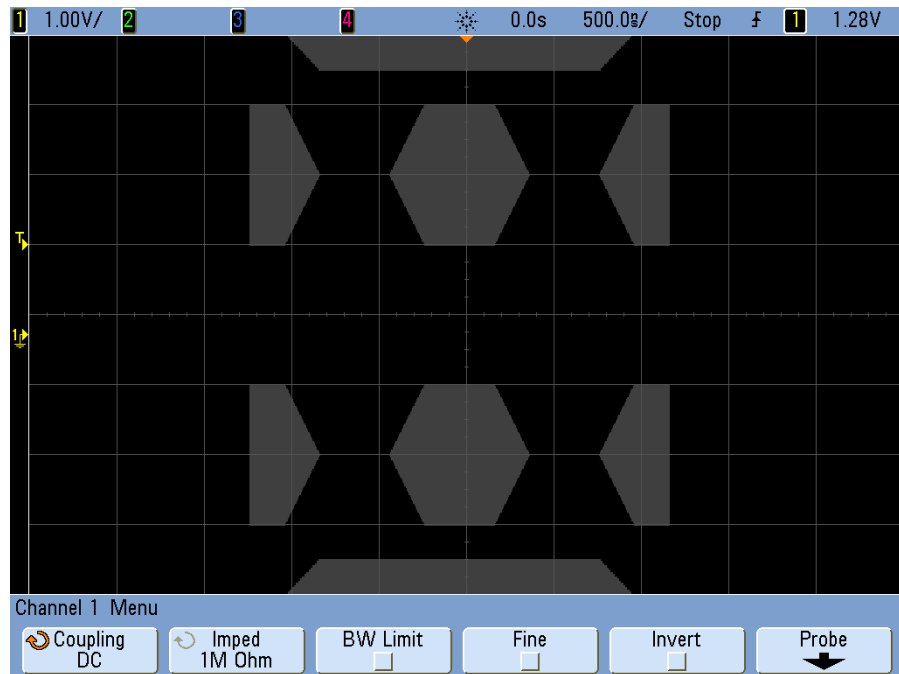 1 1.00V/ 2 3 4 0.0s 500.0ns/ Stop 1 1.28V
T
1
Channel 1 Menu
Coupling Imped BW Limit Fine Invert Probe
DC 1M Ohm